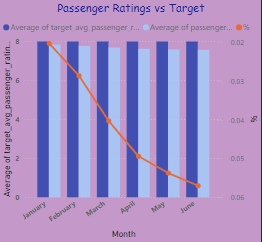 Passenger Ratings vs Target
Average of target_avg_passenger_r... Average of passenger... %
Average of target_avg_passenger_ratin...
8
6
4
2
0
0.02
0.03
0.04
0.05
0.06
%
January
February
March
April
May
June
Month